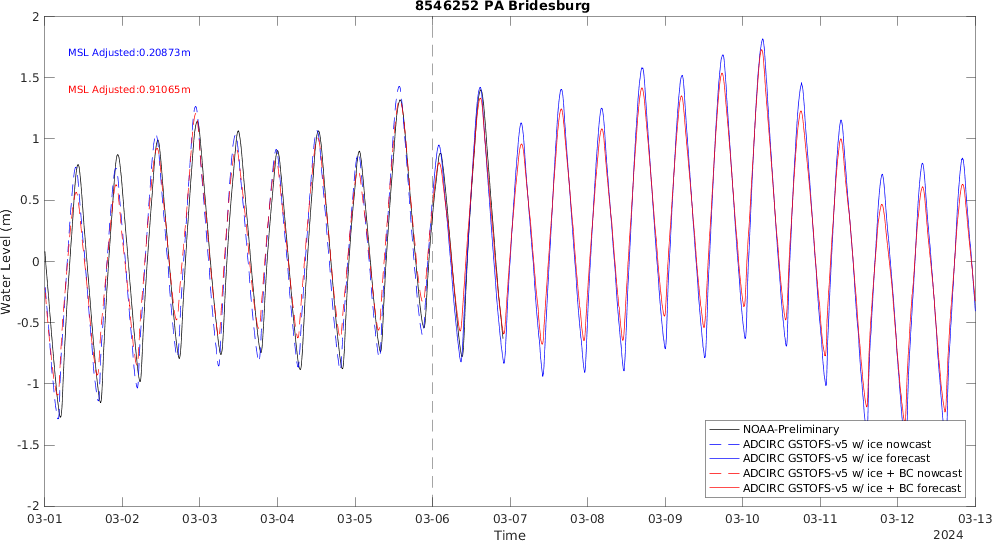 8546252 PA Bridesburg
MSL Adjusted:0.20873m
MSL Adjusted:0.91065m
Water Level (m)
2
1.5
1
0.5
0
-0.5
-1
-1.5
-2
NOAA-Preliminary
ADCIRC GSTOFS-v5 w/ ice nowcast
ADCIRC GSTOFS-v5 w/ ice forecast
ADCIRC GSTOFS-v5 w/ ice + BC nowcast
ADCIRC GSTOFS-v5 w/ ice + BC forecast
03-01 03-02 03-03 03-04 03-05 03-06 03-07 03-08 03-09 03-10 03-11 03-12 03-13
Time
2024